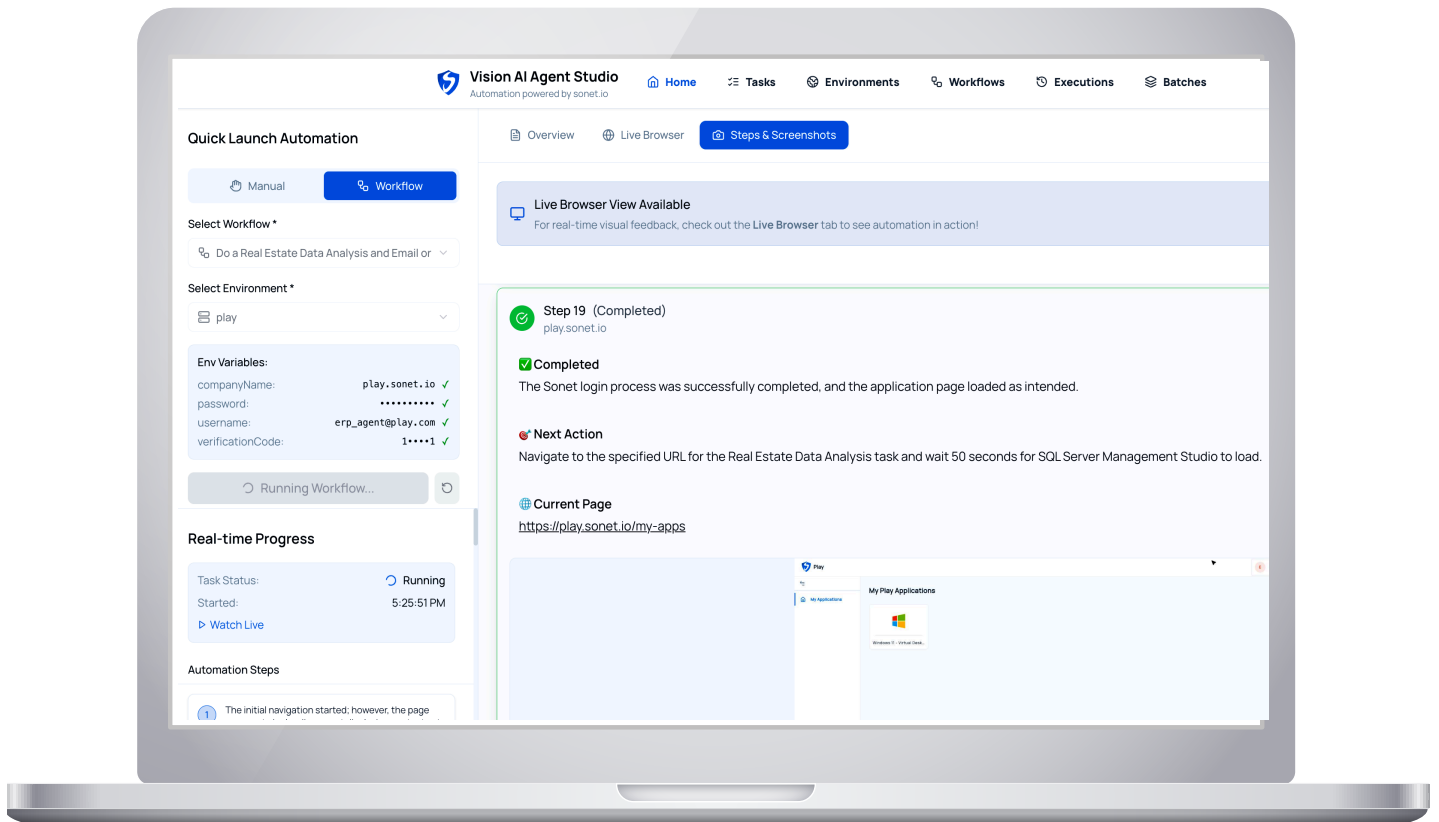 Vision AI Agent Studio
Automation powered by sonet.io
Home
Tasks
Environments
Workflows
Executions
Batches
Quick Launch Automation
Manual
Workflow
Select Workflow *
Do a Real Estate Data Analysis and Email or
Select Environment *
play
Env Variables:
companyName: play.sonet.io ✓
password: •••••••••• ✓
username: erp_agent@play.com ✓
verificationCode: 1••••1 ✓
Running Workflow...
Real-time Progress
Task Status: Running
Started: 5:25:51 PM
Watch Live
Automation Steps
1
The initial navigation started; however, the page
Overview
Live Browser
Steps & Screenshots
Live Browser View Available
For real-time visual feedback, check out the Live Browser tab to see automation in action!
Step 19 (Completed)
play.sonet.io
✅ Completed
The Sonet login process was successfully completed, and the application page loaded as intended.
🎯 Next Action
Navigate to the specified URL for the Real Estate Data Analysis task and wait 50 seconds for SQL Server Management Studio to load.
🌐 Current Page
https://play.sonet.io/my-apps
Play
My Applications
My Play Applications
Windows 11 - Virtual Desk...